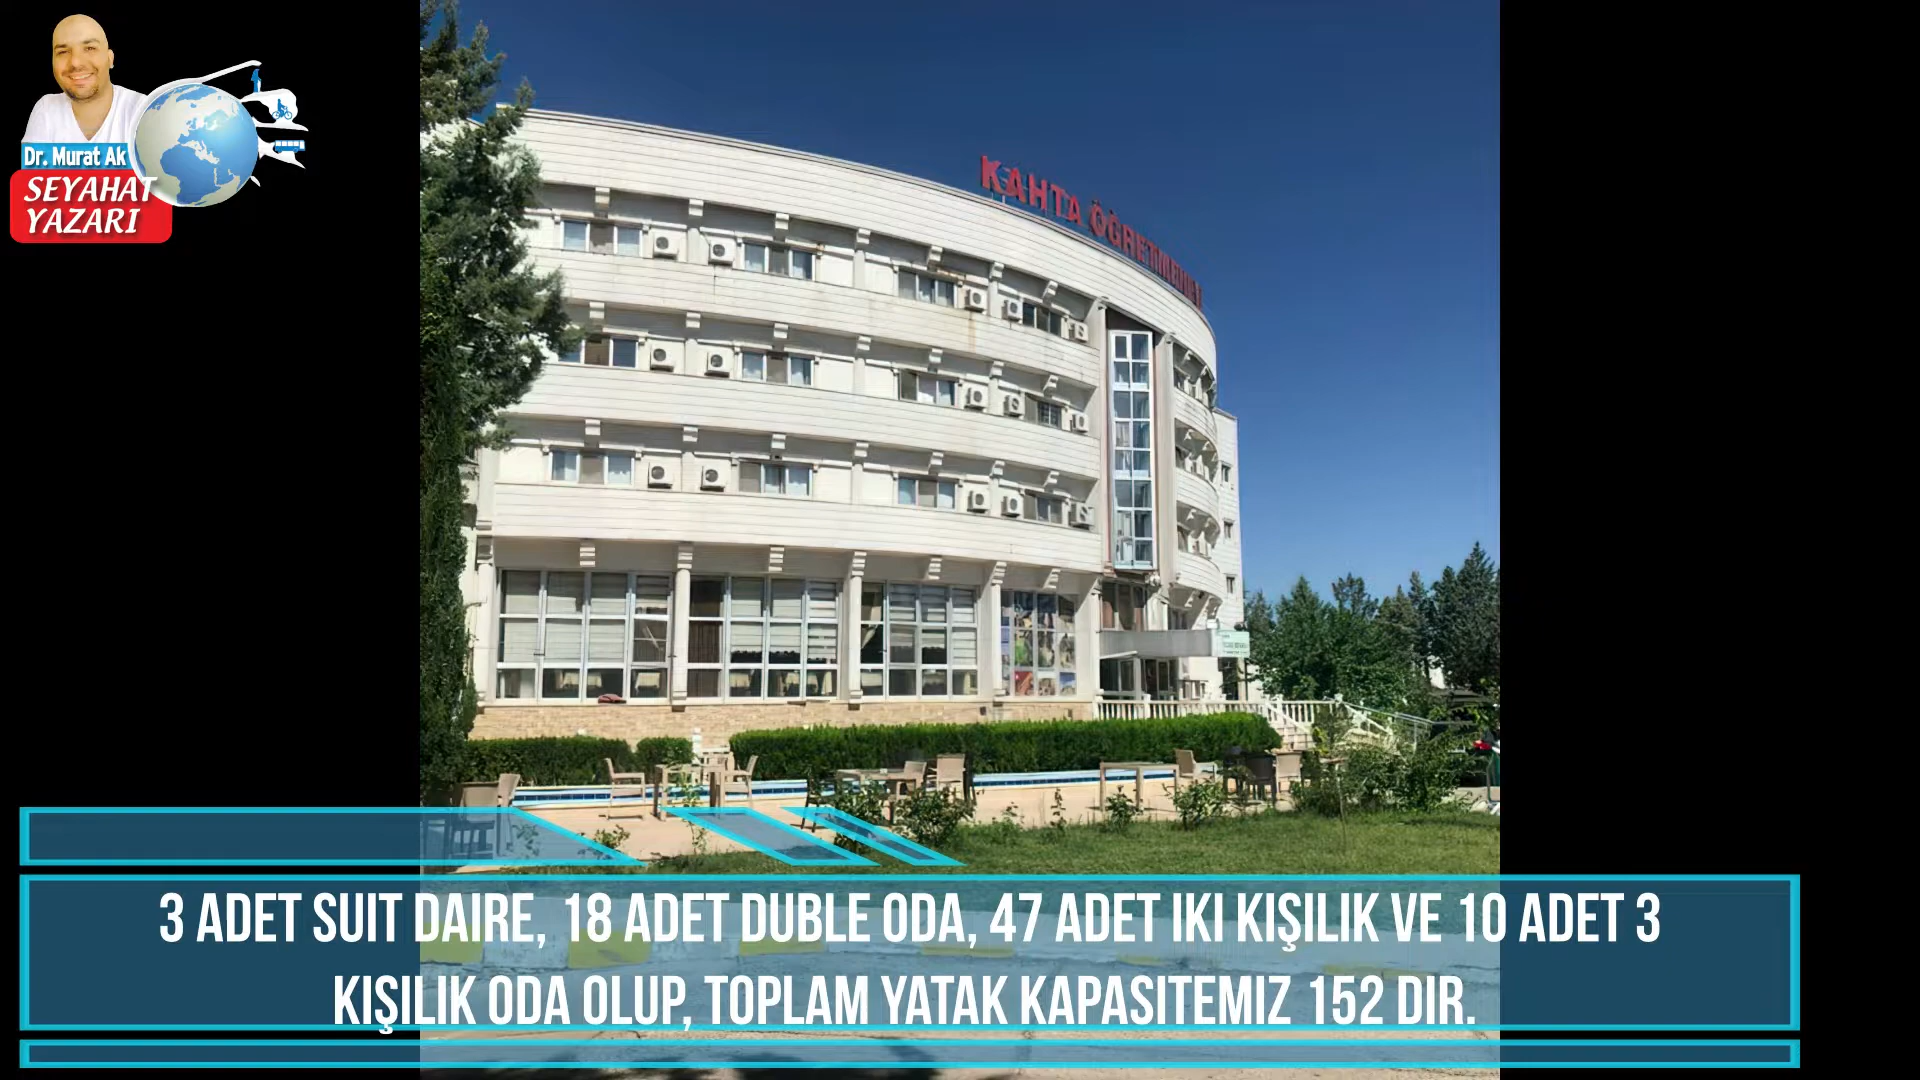 Dr. Murat Ak
SEYAHAT
YAZARI
KAHTA ÖĞRETMENEVİ
3 ADET SUIT DAIRE, 18 ADET DUBLE ODA, 47 ADET IKI KIŞILIK VE 10 ADET 3
KIŞILIK ODA OLUP, TOPLAM YATAK KAPASITEMIZ 152 DIR.